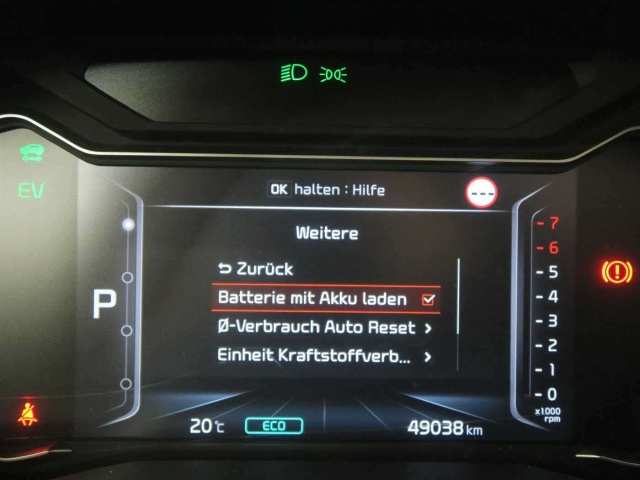 EV
OK halten : Hilfe
Weitere
Zurück
Batterie mit Akku laden
Ø-Verbrauch Auto Reset
Einheit Kraftstoffverb...
P
7
6
5
4
3
2
1
0
x1000
rpm
20°C
ECO
49038 km